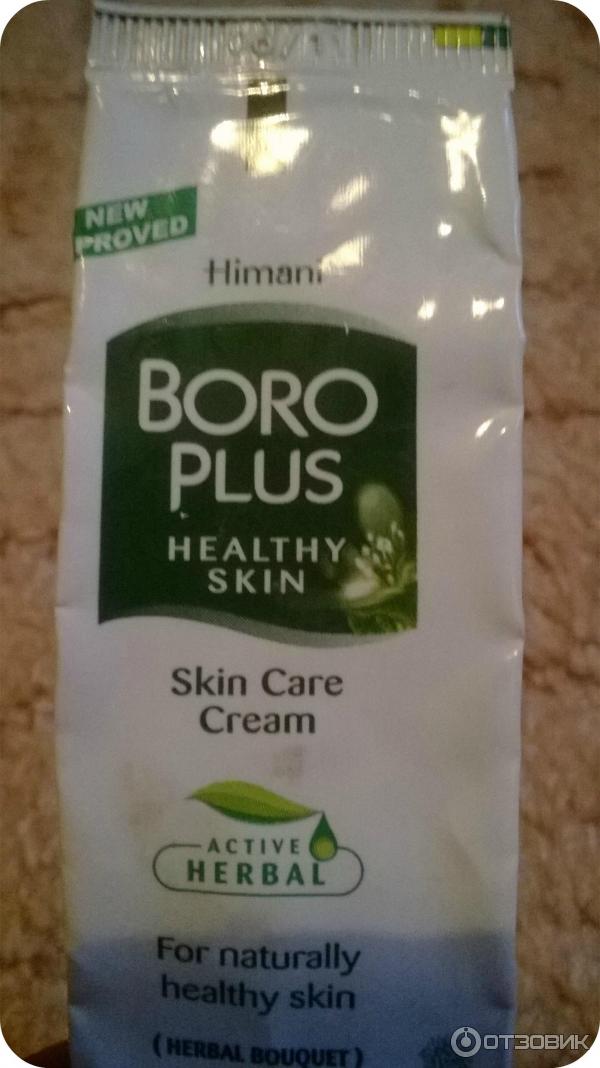 NEW
PROVED
Himani
BORO
PLUS
HEALTHY
SKIN
Skin Care
Cream
ACTIVE
HERBAL
For naturally
healthy skin
(HERBAL BOUQUET)
ОТЗОВИК